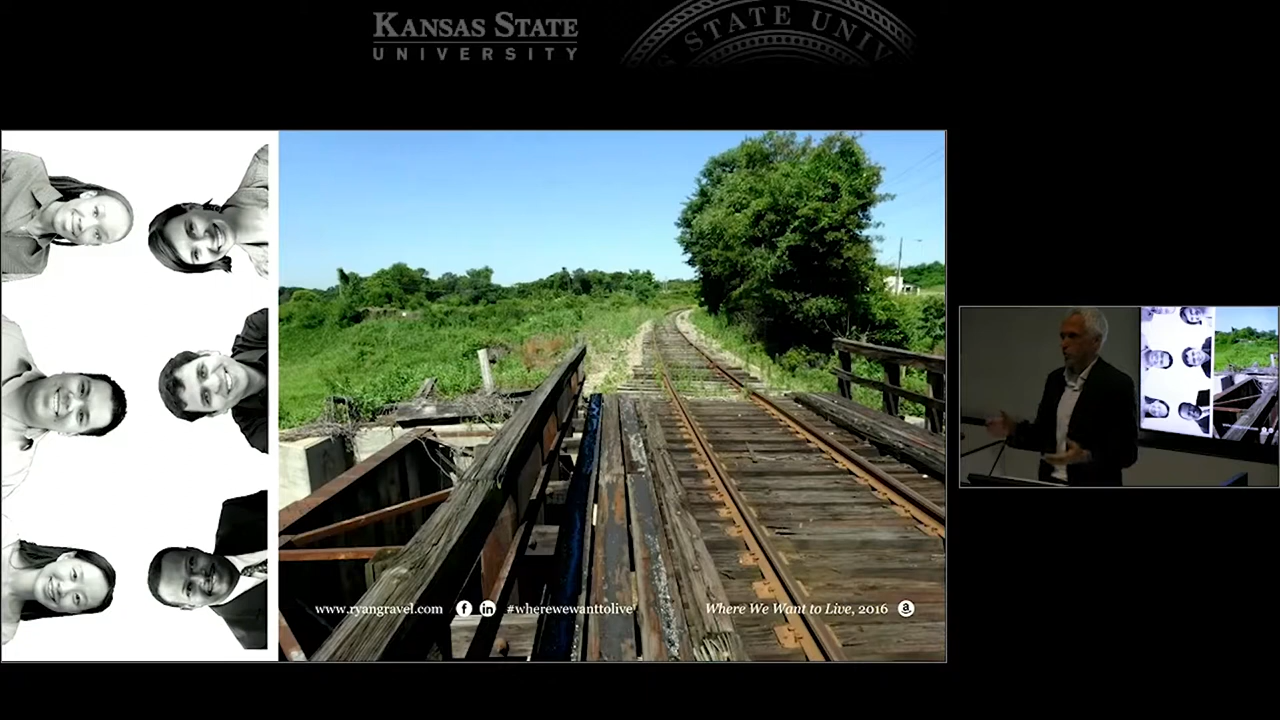 KANSAS STATE
UNIVERSITY
STATE UNIV
www.ryangravel.com
#wherewewanttolive
Where We Want to Live, 2016